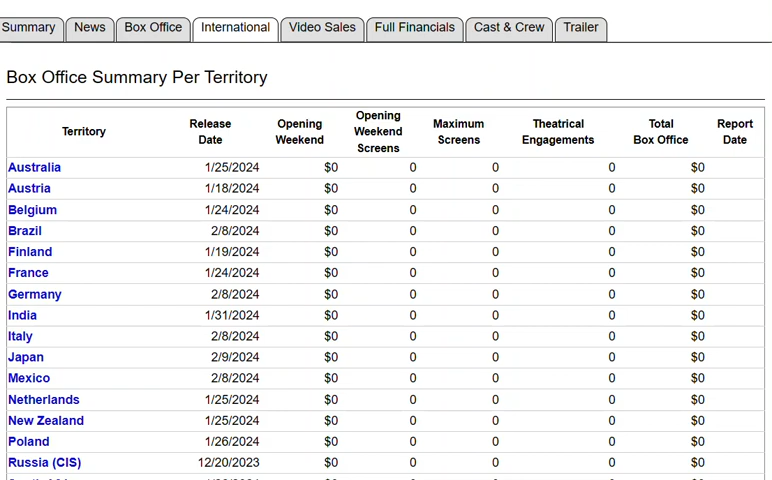 Summary News Box Office International Video Sales Full Financials Cast & Crew Trailer
Box Office Summary Per Territory
Territory Release Date Opening Weekend Opening Weekend Screens Maximum Screens Theatrical Engagements Total Box Office Report Date
Australia 1/25/2024 $0 0 0 0 $0
Austria 1/18/2024 $0 0 0 0 $0
Belgium 1/24/2024 $0 0 0 0 $0
Brazil 2/8/2024 $0 0 0 0 $0
Finland 1/19/2024 $0 0 0 0 $0
France 1/24/2024 $0 0 0 0 $0
Germany 2/8/2024 $0 0 0 0 $0
India 1/31/2024 $0 0 0 0 $0
Italy 2/8/2024 $0 0 0 0 $0
Japan 2/9/2024 $0 0 0 0 $0
Mexico 2/8/2024 $0 0 0 0 $0
Netherlands 1/25/2024 $0 0 0 0 $0
New Zealand 1/25/2024 $0 0 0 0 $0
Poland 1/26/2024 $0 0 0 0 $0
Russia (CIS) 12/20/2023 $0 0 0 0 $0